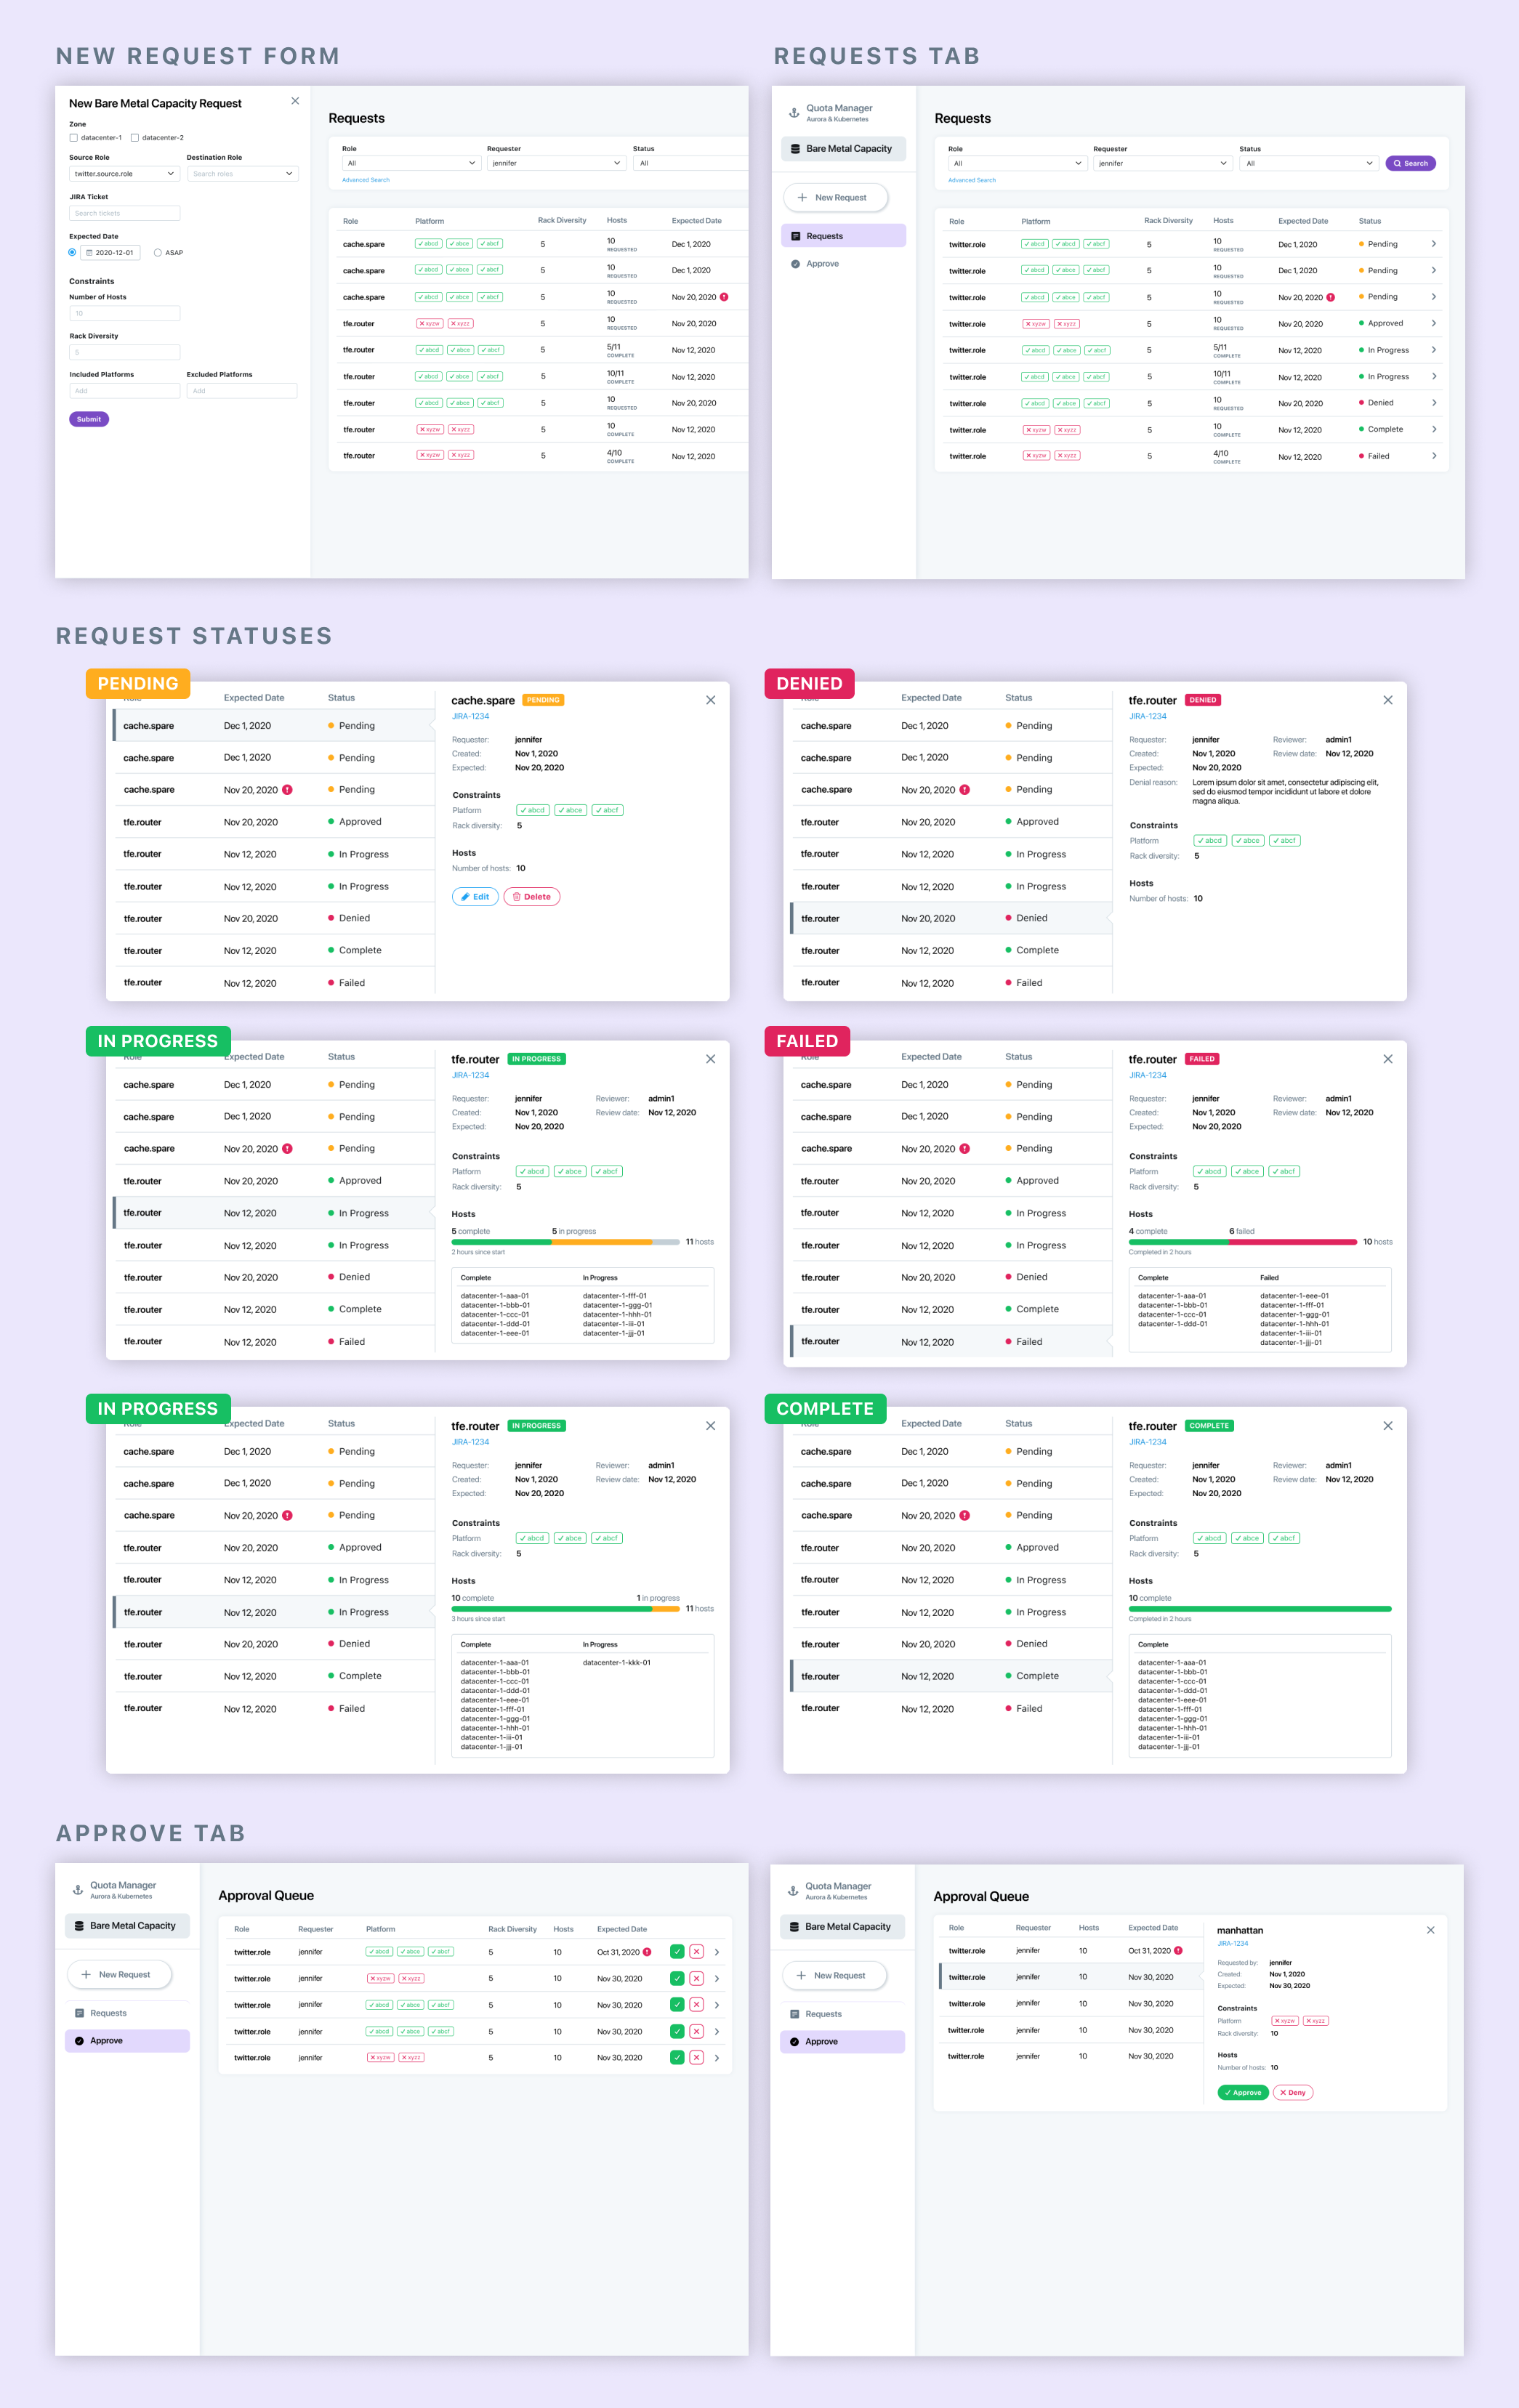 NEW REQUEST FORM
New Bare Metal Capacity Request
Zone
datacenter-1 datacenter-2
Source Role Destination Role
twitter.source.role Search roles
JIRA Ticket
Search tickets
Expected Date
2020-12-01 ASAP
Constraints
Number of Hosts
10
Rack Diversity
5
Included Platforms Excluded Platforms
Add Add
Submit
Requests
Role Requester Status
All jennifer All
Advanced Search
Role Platform Rack Diversity Hosts Expected Date
cache.spare abcd abce abcf 5 10 REQUESTED Dec 1, 2020
cache.spare abcd abce abcf 5 10 REQUESTED Dec 1, 2020
cache.spare abcd abce abcf 5 10 REQUESTED Nov 20, 2020 !
tfe.router xyzw xyzz 5 10 REQUESTED Nov 20, 2020
tfe.router abcd abce abcf 5 5/11 COMPLETE Nov 12, 2020
tfe.router abcd abce abcf 5 10/11 COMPLETE Nov 12, 2020
tfe.router abcd abce abcf 5 10 REQUESTED Nov 20, 2020
tfe.router xyzw xyzz 5 10 COMPLETE Nov 12, 2020
tfe.router xyzw xyzz 5 4/10 COMPLETE Nov 12, 2020
REQUESTS TAB
Quota Manager
Aurora & Kubernetes
Bare Metal Capacity
New Request
Requests
Approve
Requests
Role Requester Status
All jennifer All Search
Advanced Search
Role Platform Rack Diversity Hosts Expected Date Status
twitter.role abcd abcd abcf 5 10 REQUESTED Dec 1, 2020 Pending
twitter.role abcd abce abcf 5 10 REQUESTED Dec 1, 2020 Pending
twitter.role abcd abce abcf 5 10 REQUESTED Nov 20, 2020 ! Pending
twitter.role xyzw xyzz 5 10 REQUESTED Nov 20, 2020 Approved
twitter.role abcd abce abcf 5 5/11 COMPLETE Nov 12, 2020 In Progress
twitter.role abcd abce abcf 5 10/11 COMPLETE Nov 12, 2020 In Progress
twitter.role abcd abce abcf 5 10 REQUESTED Nov 20, 2020 Denied
twitter.role xyzw xyzz 5 10 COMPLETE Nov 12, 2020 Complete
twitter.role xyzw xyzz 5 4/10 COMPLETE Nov 12, 2020 Failed
REQUEST STATUSES
PENDING
Role Expected Date Status
cache.spare Dec 1, 2020 Pending
cache.spare Dec 1, 2020 Pending
cache.spare Nov 20, 2020 ! Pending
tfe.router Nov 20, 2020 Approved
tfe.router Nov 12, 2020 In Progress
tfe.router Nov 12, 2020 In Progress
tfe.router Nov 20, 2020 Denied
tfe.router Nov 12, 2020 Complete
tfe.router Nov 12, 2020 Failed
cache.spare PENDING
JIRA-1234
Requester: jennifer
Created: Nov 1, 2020
Expected: Nov 20, 2020
Constraints
Platform abcd abce abcf
Rack diversity: 5
Hosts
Number of hosts: 10
Edit Delete
DENIED
Role Expected Date Status
cache.spare Dec 1, 2020 Pending
cache.spare Dec 1, 2020 Pending
cache.spare Nov 20, 2020 ! Pending
tfe.router Nov 20, 2020 Approved
tfe.router Nov 12, 2020 In Progress
tfe.router Nov 12, 2020 In Progress
tfe.router Nov 20, 2020 Denied
tfe.router Nov 12, 2020 Complete
tfe.router Nov 12, 2020 Failed
tfe.router DENIED
JIRA-1234
Requester: jennifer Reviewer: admin1
Created: Nov 1, 2020 Review date: Nov 12, 2020
Expected: Nov 20, 2020
Denial reason: Lorem ipsum dolor sit amet, consectetur adipiscing elit,
sed do eiusmod tempor incididunt ut labore et dolore
magna aliqua.
Constraints
Platform abcd abce abcf
Rack diversity: 5
Hosts
Number of hosts: 10
IN PROGRESS
Role Expected Date Status
cache.spare Dec 1, 2020 Pending
cache.spare Dec 1, 2020 Pending
cache.spare Nov 20, 2020 ! Pending
tfe.router Nov 20, 2020 Approved
tfe.router Nov 12, 2020 In Progress
tfe.router Nov 12, 2020 In Progress
tfe.router Nov 20, 2020 Denied
tfe.router Nov 12, 2020 Complete
tfe.router Nov 12, 2020 Failed
tfe.router IN PROGRESS
JIRA-1234
Requester: jennifer Reviewer: admin1
Created: Nov 1, 2020 Review date: Nov 12, 2020
Expected: Nov 20, 2020
Constraints
Platform abcd abce abcf
Rack diversity: 5
Hosts
5 complete 5 in progress
11 hosts
2 hours since start
Complete In Progress
datacenter-1-aaa-01 datacenter-1-fff-01
datacenter-1-bbb-01 datacenter-1-ggg-01
datacenter-1-ccc-01 datacenter-1-hhh-01
datacenter-1-ddd-01 datacenter-1-iii-01
datacenter-1-eee-01 datacenter-1-jjj-01
FAILED
Role Expected Date Status
cache.spare Dec 1, 2020 Pending
cache.spare Dec 1, 2020 Pending
cache.spare Nov 20, 2020 ! Pending
tfe.router Nov 20, 2020 Approved
tfe.router Nov 12, 2020 In Progress
tfe.router Nov 12, 2020 In Progress
tfe.router Nov 20, 2020 Denied
tfe.router Nov 12, 2020 Complete
tfe.router Nov 12, 2020 Failed
tfe.router FAILED
JIRA-1234
Requester: jennifer Reviewer: admin1
Created: Nov 1, 2020 Review date: Nov 12, 2020
Expected: Nov 20, 2020
Constraints
Platform abcd abce abcf
Rack diversity: 5
Hosts
4 complete 6 failed
10 hosts
Completed in 2 hours
Complete Failed
datacenter-1-aaa-01 datacenter-1-eee-01
datacenter-1-bbb-01 datacenter-1-fff-01
datacenter-1-ccc-01 datacenter-1-ggg-01
datacenter-1-ddd-01 datacenter-1-hhh-01
datacenter-1-iii-01
datacenter-1-jjj-01
IN PROGRESS
Role Expected Date Status
cache.spare Dec 1, 2020 Pending
cache.spare Dec 1, 2020 Pending
cache.spare Nov 20, 2020 ! Pending
tfe.router Nov 20, 2020 Approved
tfe.router Nov 12, 2020 In Progress
tfe.router Nov 12, 2020 In Progress
tfe.router Nov 20, 2020 Denied
tfe.router Nov 12, 2020 Complete
tfe.router Nov 12, 2020 Failed
tfe.router IN PROGRESS
JIRA-1234
Requester: jennifer Reviewer: admin1
Created: Nov 1, 2020 Review date: Nov 12, 2020
Expected: Nov 20, 2020
Constraints
Platform abcd abce abcf
Rack diversity: 5
Hosts
10 complete 1 in progress
11 hosts
3 hours since start
Complete In Progress
datacenter-1-aaa-01 datacenter-1-kkk-01
datacenter-1-bbb-01
datacenter-1-ccc-01
datacenter-1-ddd-01
datacenter-1-eee-01
datacenter-1-fff-01
datacenter-1-ggg-01
datacenter-1-hhh-01
datacenter-1-iii-01
datacenter-1-jjj-01
COMPLETE
Role Expected Date Status
cache.spare Dec 1, 2020 Pending
cache.spare Dec 1, 2020 Pending
cache.spare Nov 20, 2020 ! Pending
tfe.router Nov 20, 2020 Approved
tfe.router Nov 12, 2020 In Progress
tfe.router Nov 12, 2020 In Progress
tfe.router Nov 20, 2020 Denied
tfe.router Nov 12, 2020 Complete
tfe.router Nov 12, 2020 Failed
tfe.router COMPLETE
JIRA-1234
Requester: jennifer Reviewer: admin1
Created: Nov 1, 2020 Review date: Nov 12, 2020
Expected: Nov 20, 2020
Constraints
Platform abcd abce abcf
Rack diversity: 5
Hosts
10 complete
Completed in 2 hours
Complete
datacenter-1-aaa-01
datacenter-1-bbb-01
datacenter-1-ccc-01
datacenter-1-ddd-01
datacenter-1-eee-01
datacenter-1-fff-01
datacenter-1-ggg-01
datacenter-1-hhh-01
datacenter-1-iii-01
datacenter-1-jjj-01
APPROVE TAB
Quota Manager
Aurora & Kubernetes
Bare Metal Capacity
New Request
Requests
Approve
Approval Queue
Role Requester Platform Rack Diversity Hosts Expected Date
twitter.role jennifer abcd abce abcf 5 10 Oct 31, 2020 !
twitter.role jennifer xyzw xyzz 5 10 Nov 30, 2020
twitter.role jennifer abcd abce abcf 5 10 Nov 30, 2020
twitter.role jennifer abcd abce abcf 5 10 Nov 30, 2020
twitter.role jennifer xyzw xyzz 5 10 Nov 30, 2020
Quota Manager
Aurora & Kubernetes
Bare Metal Capacity
New Request
Requests
Approve
Approval Queue
Role Requester Hosts Expected Date
twitter.role jennifer 10 Oct 31, 2020 !
twitter.role jennifer 10 Nov 30, 2020
twitter.role jennifer 10 Nov 30, 2020
twitter.role jennifer 10 Nov 30, 2020
twitter.role jennifer 10 Nov 30, 2020
manhattan
JIRA-1234
Requested by: jennifer
Created: Nov 1, 2020
Expected: Nov 30, 2020
Constraints
Platform xyzw xyzz
Rack diversity: 10
Hosts
Number of hosts: 10
Approve Deny